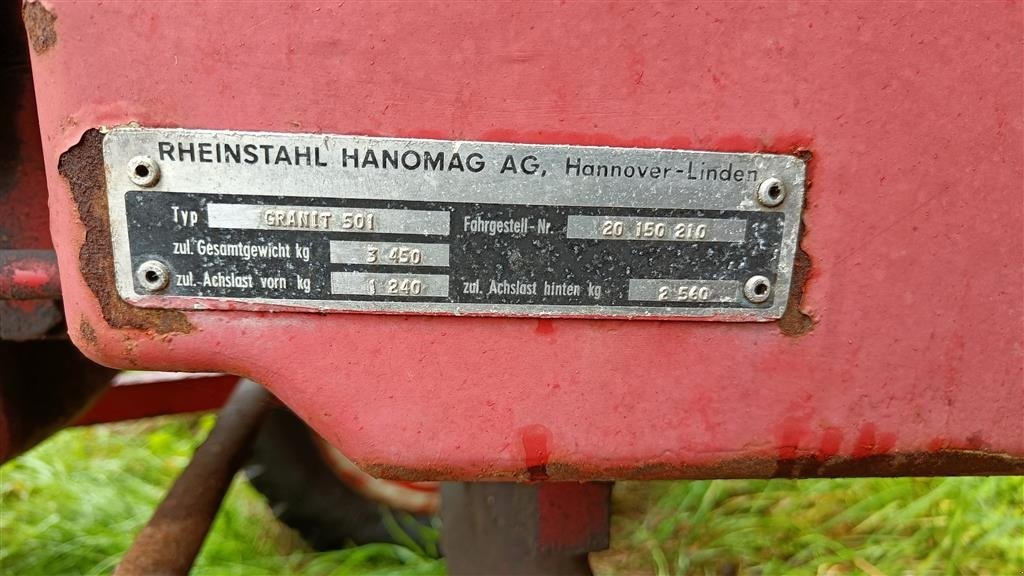 RHEINSTAHL HANOMAG AG, Hannover-Linden
Typ GRANIT 501 Fahrgestell-Nr. 20 150 210
zul. Gesamtgewicht kg 3 450
zul. Achslast vorn kg 1 240 zul. Achslast hinten kg 2 560